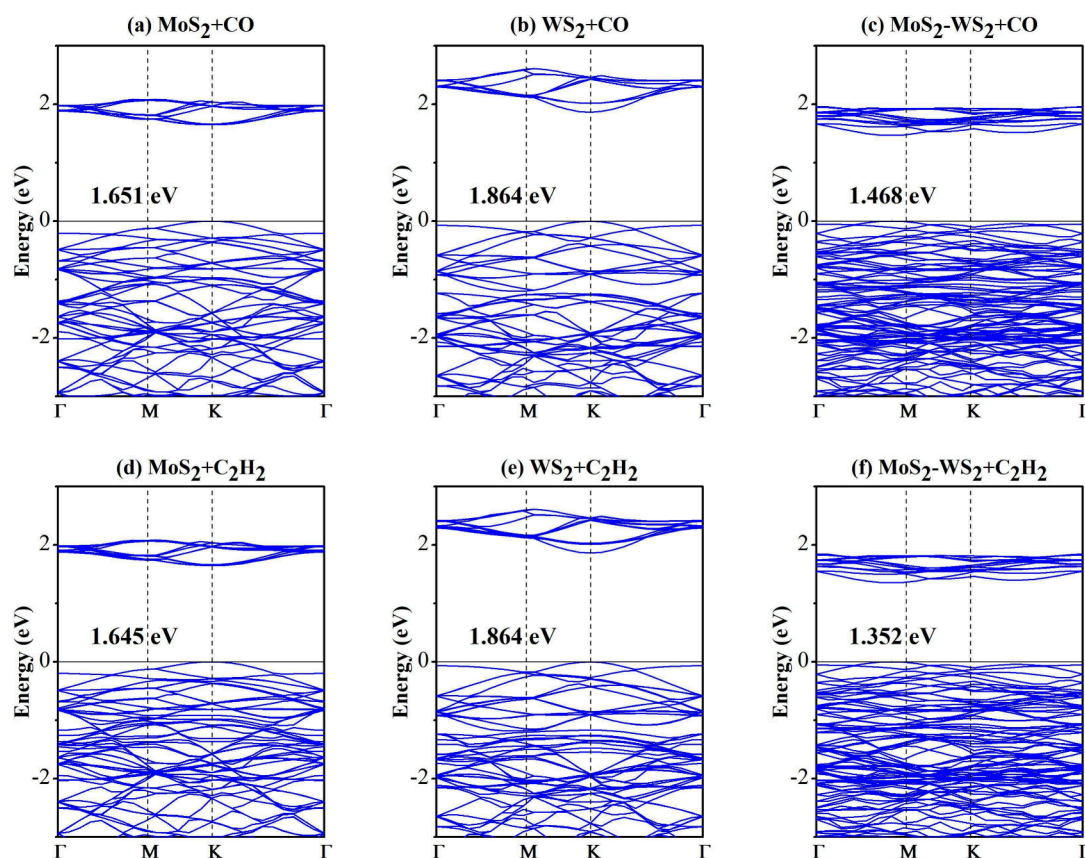 (a) MoS2+CO (b) WS2+CO (c) MoS2-WS2+CO
Energy (eV) Energy (eV) Energy (eV)
2 2 2
1.651 eV 1.864 eV 1.468 eV
0 0 0
-2 -2 -2
Γ M K Γ Γ M K Γ Γ M K I
(d) MoS2+C2H2 (e) WS2+C2H2 (f) MoS2-WS2+C2H2
Energy (eV) Energy (eV) Energy (eV)
2 2 2
1.645 eV 1.864 eV 1.352 eV
0 0 0
-2 -2 -2
Γ M K Γ Γ M K Γ Γ M K Γ